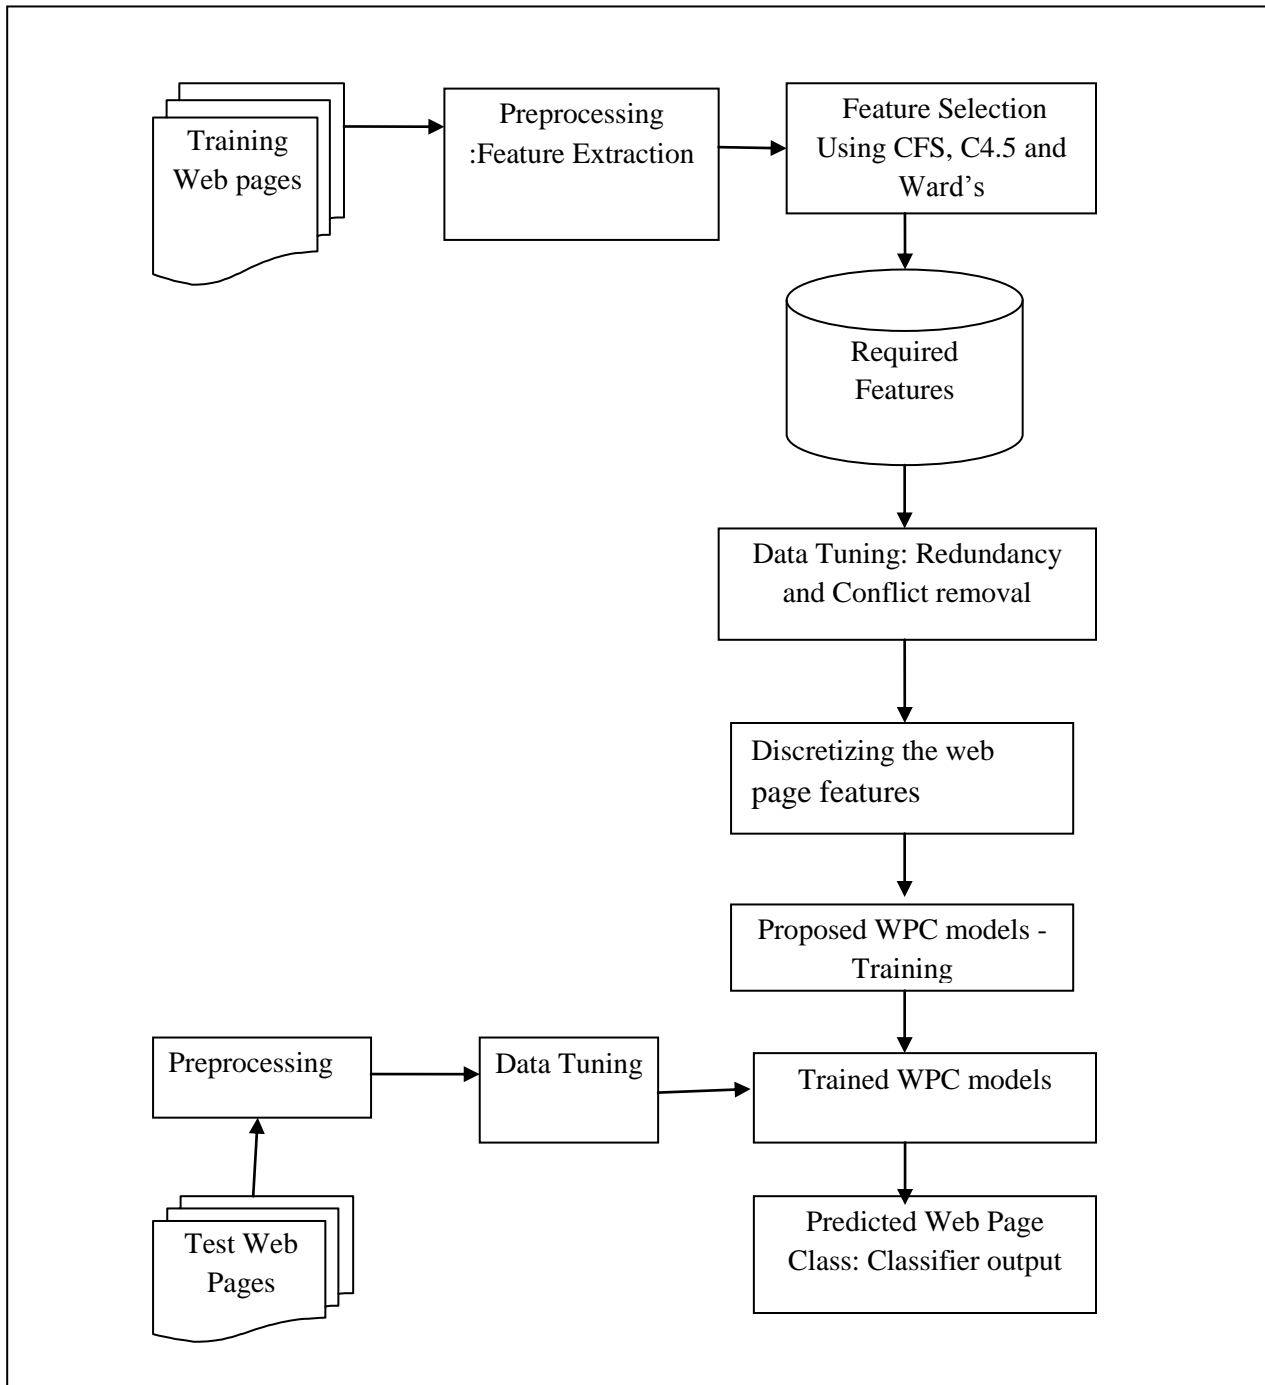 Training
Web pages
Preprocessing
:Feature Extraction
Feature Selection
Using CFS, C4.5 and
Ward’s
Required
Features
Data Tuning: Redundancy
and Conflict removal
Discretizing the web
page features
Proposed WPC models -
Training
Preprocessing
Data Tuning
Trained WPC models
Test Web
Pages
Predicted Web Page
Class: Classifier output